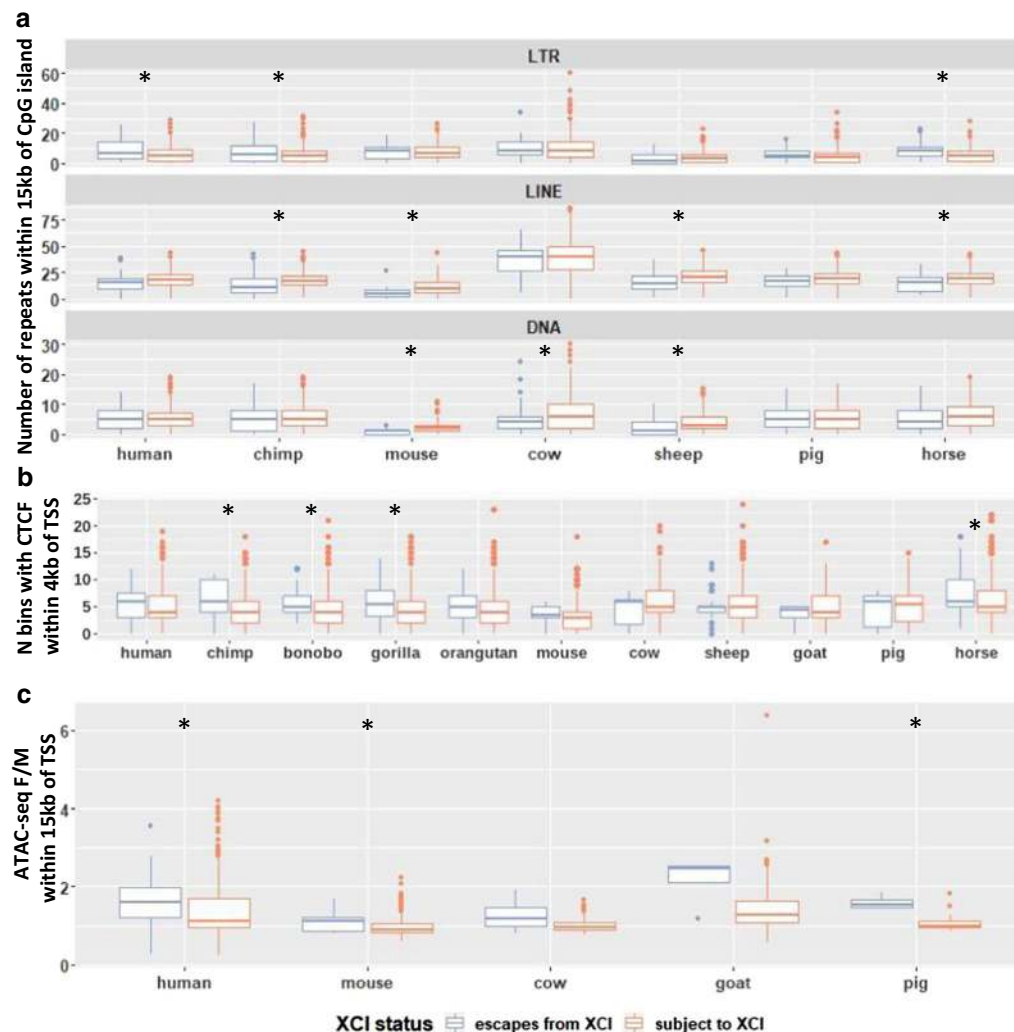 a
Number of repeats within 15kb of CpG island
LTR
* * *
60
40
20
0
LINE
* * * *
75
50
25
0
DNA
* * *
30
20
10
0
human chimp mouse cow sheep pig horse
b
N bins with CTCF
within 4kb of TSS
* * * *
25
20
15
10
5
0
human chimp bonobo gorilla orangutan mouse cow sheep goat pig horse
c
ATAC-seq F/M
within 15kb of TSS
* * *
6
4
2
0
human mouse cow goat pig
XCI status escapes from XCI subject to XCI